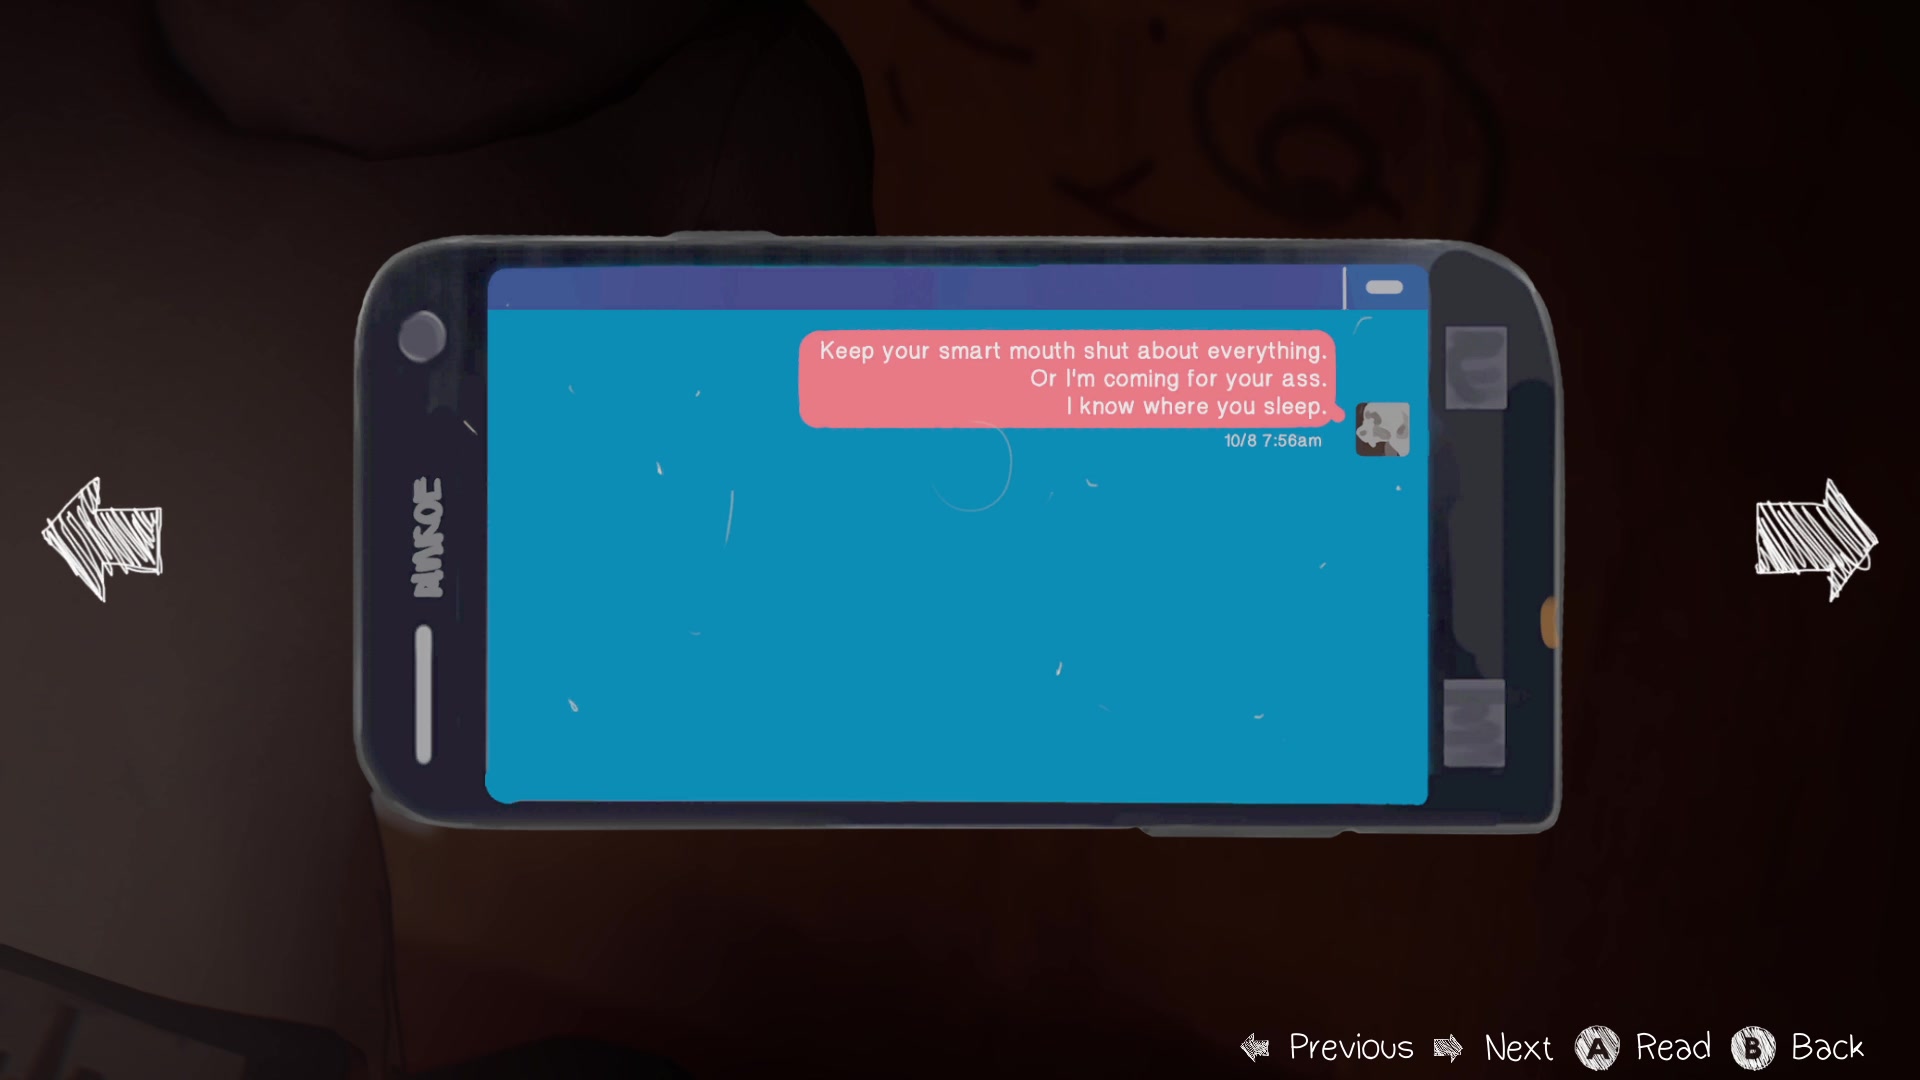 Keep your smart mouth shut about everything.
Or I'm coming for your ass.
I know where you sleep.
10/8 7:56am
Previous Next A Read B Back